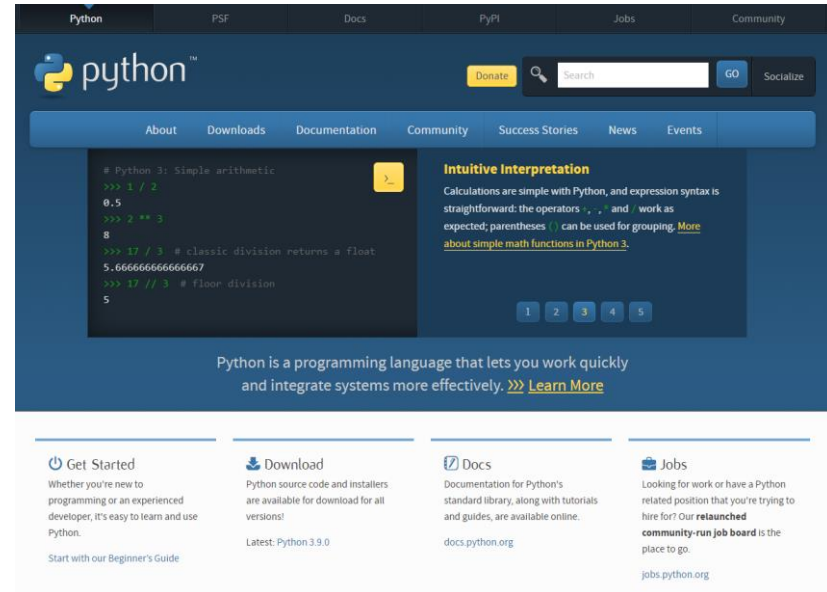 Python PSF Docs PyPI Jobs Community
python™
Donate Search GO Socialize
About Downloads Documentation Community Success Stories News Events
# Python 3: Simple arithmetic
>>> 1 / 2
0.5
>>> 2 ** 3
8
>>> 17 / 3 # classic division returns a float
5.666666666666667
>>> 17 // 3 # floor division
5
>_
Intuitive Interpretation
Calculations are simple with Python, and expression syntax is
straightforward: the operators +, -, * and / work as
expected; parentheses () can be used for grouping. More
about simple math functions in Python 3.
1 2 3 4 5
Python is a programming language that lets you work quickly
and integrate systems more effectively. >>> Learn More
Get Started
Whether you're new to
programming or an experienced
developer, it's easy to learn and use
Python.
Start with our Beginner's Guide
Download
Python source code and installers
are available for download for all
versions!
Latest: Python 3.9.0
Docs
Documentation for Python's
standard library, along with tutorials
and guides, are available online.
docs.python.org
Jobs
Looking for work or have a Python
related position that you're trying to
hire for? Our relaunched
community-run job board is the
place to go.
jobs.python.org